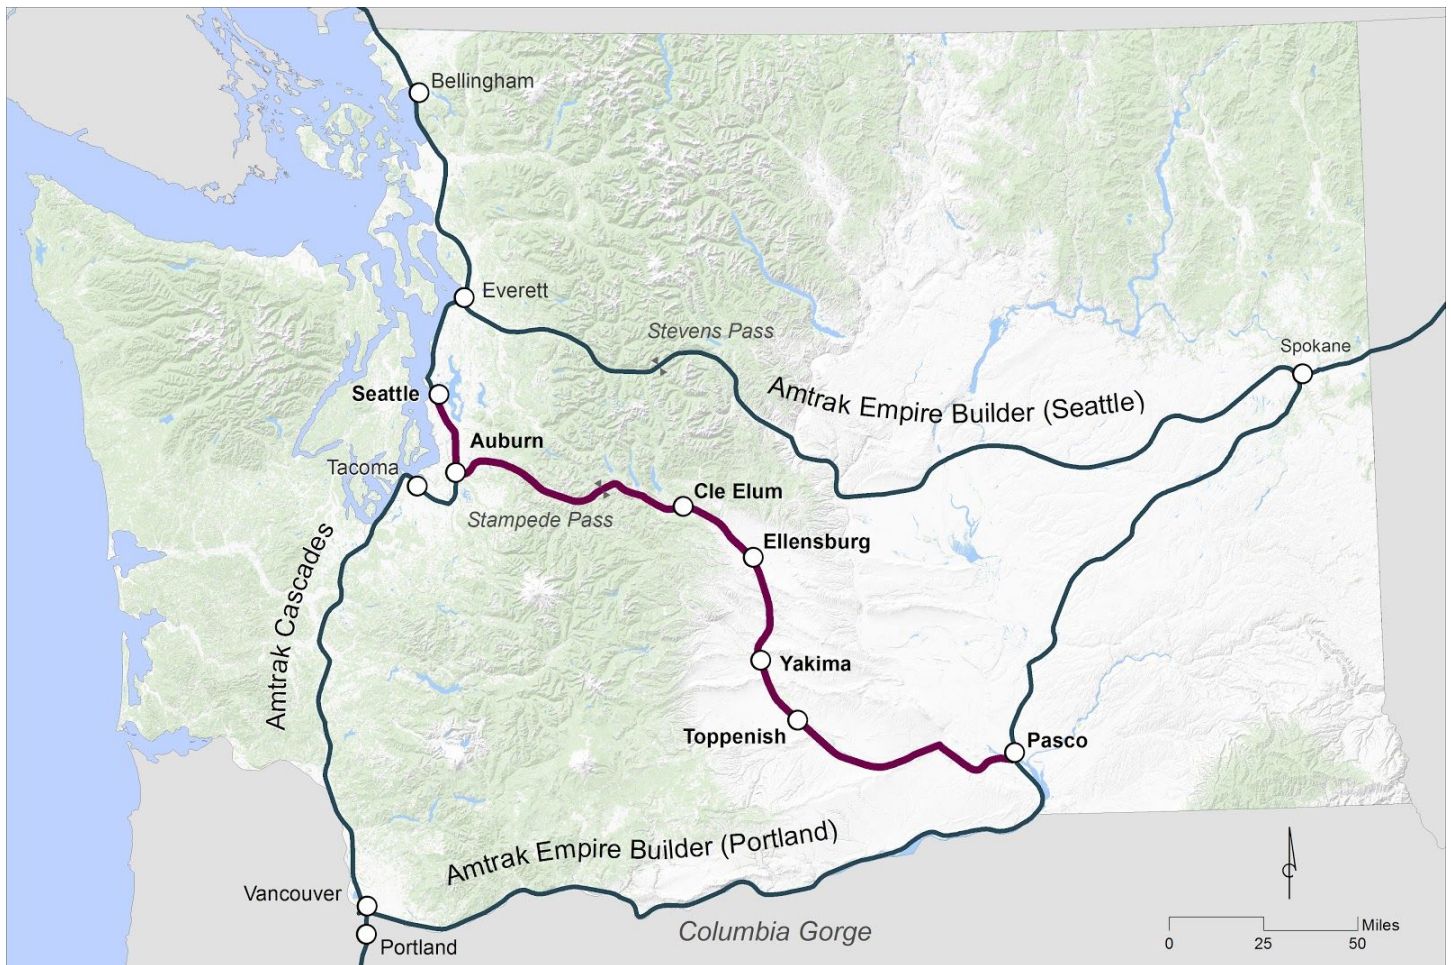 Bellingham
Everett
Stevens Pass
Spokane
Amtrak Empire Builder (Seattle)
Seattle
Auburn
Tacoma
Cle Elum
Stampede Pass
Ellensburg
Amtrak Cascades
Yakima
Toppenish
Pasco
Amtrak Empire Builder (Portland)
Vancouver
Columbia Gorge
Portland
Miles
0 25 50